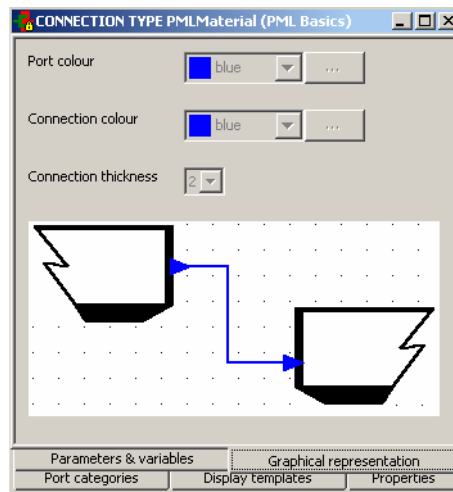 CONNECTION TYPE PMLMaterial (PML Basics)
Port colour blue ...
Connection colour blue ...
Connection thickness 2
Parameters & variables Graphical representation
Port categories Display templates Properties